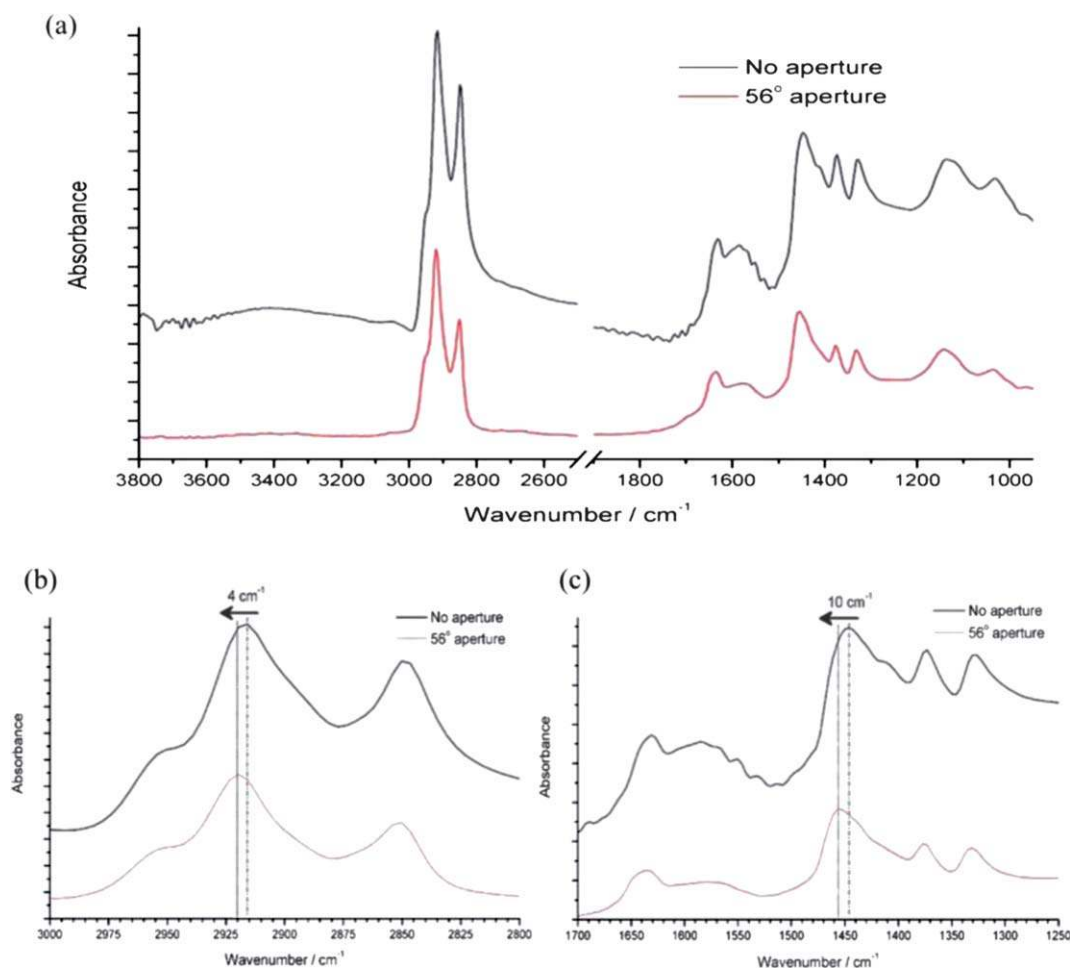 (a)
Absorbance
No aperture
56° aperture
3800 3600 3400 3200 3000 2800 2600 1800 1600 1400 1200 1000
Wavenumber / cm⁻¹
(b)
4 cm⁻¹
No aperture
56° aperture
Absorbance
3000 2975 2950 2925 2900 2875 2850 2825 2800
Wavenumber / cm⁻¹
(c)
10 cm⁻¹
No aperture
56° aperture
Absorbance
1700 1650 1600 1550 1500 1450 1400 1350 1300 1250
Wavenumber / cm⁻¹